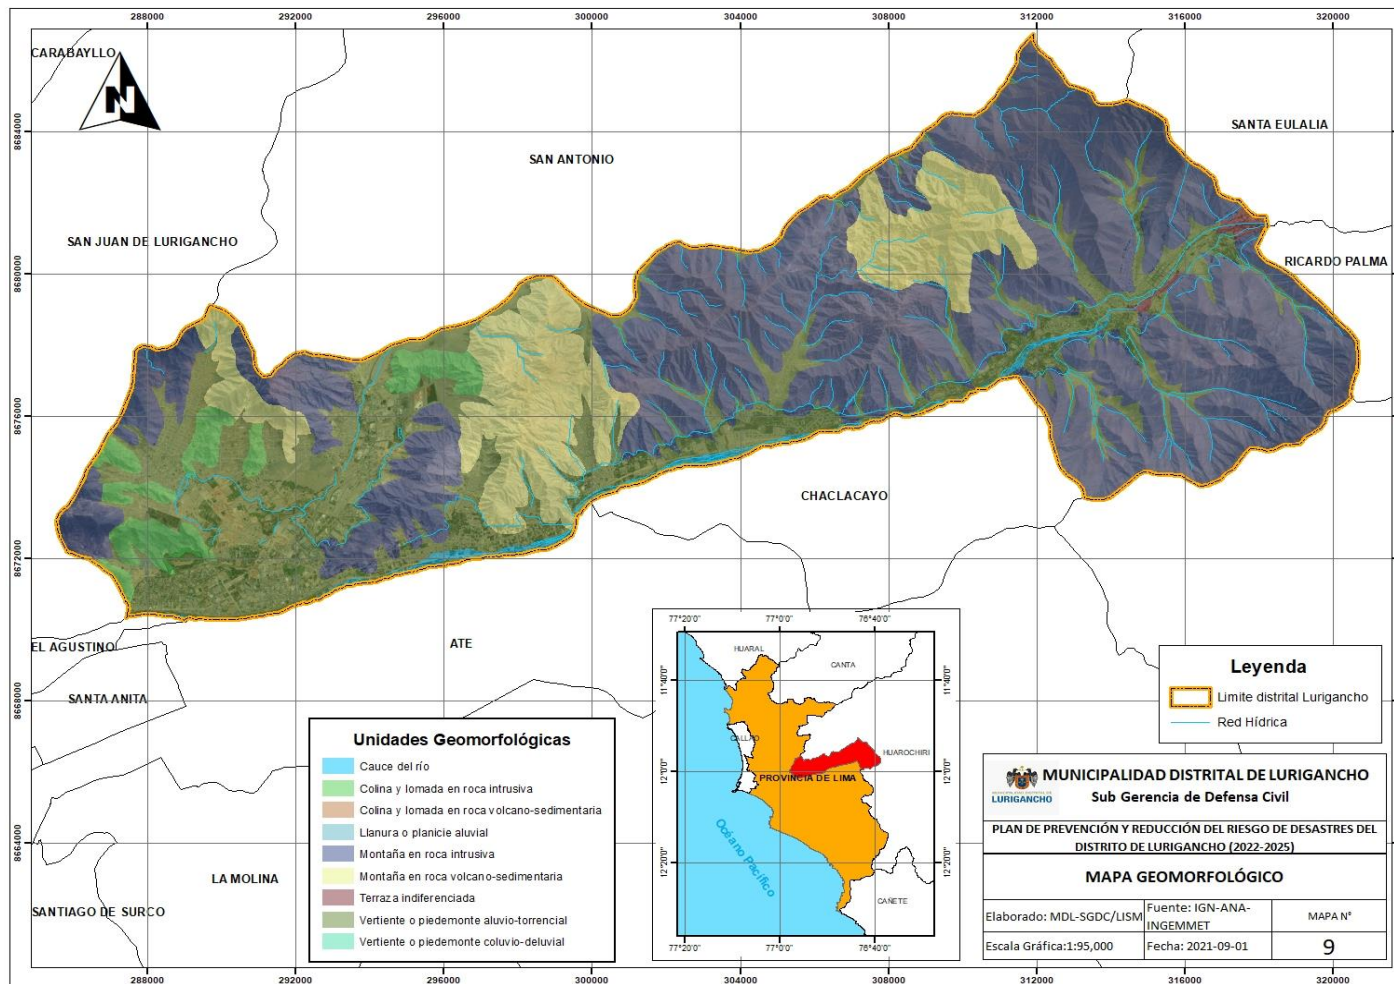 288000 292000 296000 300000 304000 308000 312000 316000 320000
CARABAYLLO
N
8684000
SANTA EULALIA
SAN ANTONIO
SAN JUAN DE LURIGANCHO
8680000
RICARDO PALMA
8676000
CHACLACAYO
8672000
EL AGUSTINO
ATE
SANTA ANITA
8668000
8664000
LA MOLINA
SANTIAGO DE SURCO
Unidades Geomorfológicas
Cauce del río
Colina y lomada en roca intrusiva
Colina y lomada en roca volcano-sedimentaria
Llanura o planicie aluvial
Montaña en roca intrusiva
Montaña en roca volcano-sedimentaria
Terraza indiferenciada
Vertiente o piedemonte aluvio-torrencial
Vertiente o piedemonte coluvio-deluvial
77°20'0" 77°0'0" 76°40'0"
HUARAL
CANTA
11°40'0" 11°40'0"
CALLAO
HUAROCHIRI
12°0'0" 12°0'0"
PROVINCIA DE LIMA
Océano Pacífico
12°20'0" 12°20'0"
CAÑETE
77°20'0" 77°0'0" 76°40'0"
Leyenda
Limite distrital Lurigancho
Red Hídrica
LURIGANCHO
MUNICIPALIDAD DISTRITAL DE LURIGANCHO
Sub Gerencia de Defensa Civil
PLAN DE PREVENCIÓN Y REDUCCIÓN DEL RIESGO DE DESASTRES DEL
DISTRITO DE LURIGANCHO (2022-2025)
MAPA GEOMORFOLÓGICO
Elaborado: MDL-SGDC/LISM
Fuente: IGN-ANA-
INGEMMET
MAPA N°
Escala Gráfica:1:95,000
Fecha: 2021-09-01
9
288000 292000 296000 300000 304000 308000 312000 316000 320000